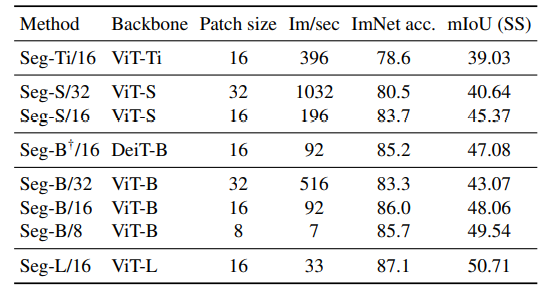 Method Backbone Patch size Im/sec ImNet acc. mIoU (SS)
Seg-Ti/16 ViT-Ti 16 396 78.6 39.03
Seg-S/32 ViT-S 32 1032 80.5 40.64
Seg-S/16 ViT-S 16 196 83.7 45.37
Seg-B†/16 DeiT-B 16 92 85.2 47.08
Seg-B/32 ViT-B 32 516 83.3 43.07
Seg-B/16 ViT-B 16 92 86.0 48.06
Seg-B/8 ViT-B 8 7 85.7 49.54
Seg-L/16 ViT-L 16 33 87.1 50.71